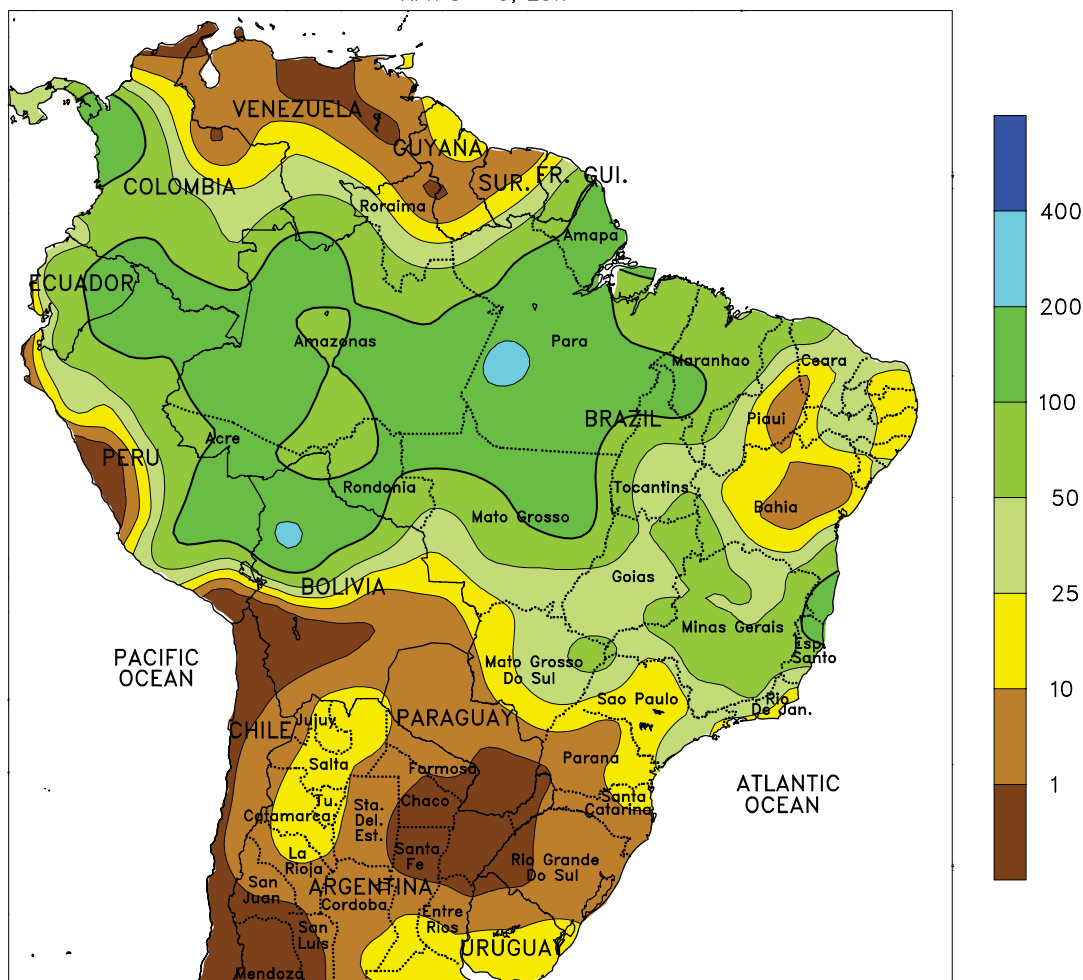 VENEZUELA
GUYANA
COLOMBIA
SUR.
FR. GUI.
Roraima
Amapa
ECUADOR
Amazonas
Para
Maranhao
Ceara
BRAZIL
Piaui
PERU
Acre
Rondonia
Tocantins
Mato Grosso
Bahia
BOLIVIA
Goias
Minas Gerais
Esp.
Santo
PACIFIC
OCEAN
Mato Grosso
Do Sul
Sao Paulo
Rio
De Jan.
CHILE
Jujuy
PARAGUAY
Salta
Formosa
Parana
ATLANTIC
OCEAN
Tu.
Catamarca
Sta.
Del.
Est.
Chaco
Santa
Catarina
La
Rioja
Santa
Fe
Rio Grande
Do Sul
San
Juan
ARGENTINA
Cordoba
Entre
Rios
San
Luis
URUGUAY
Mendoza
400
200
100
50
25
10
1